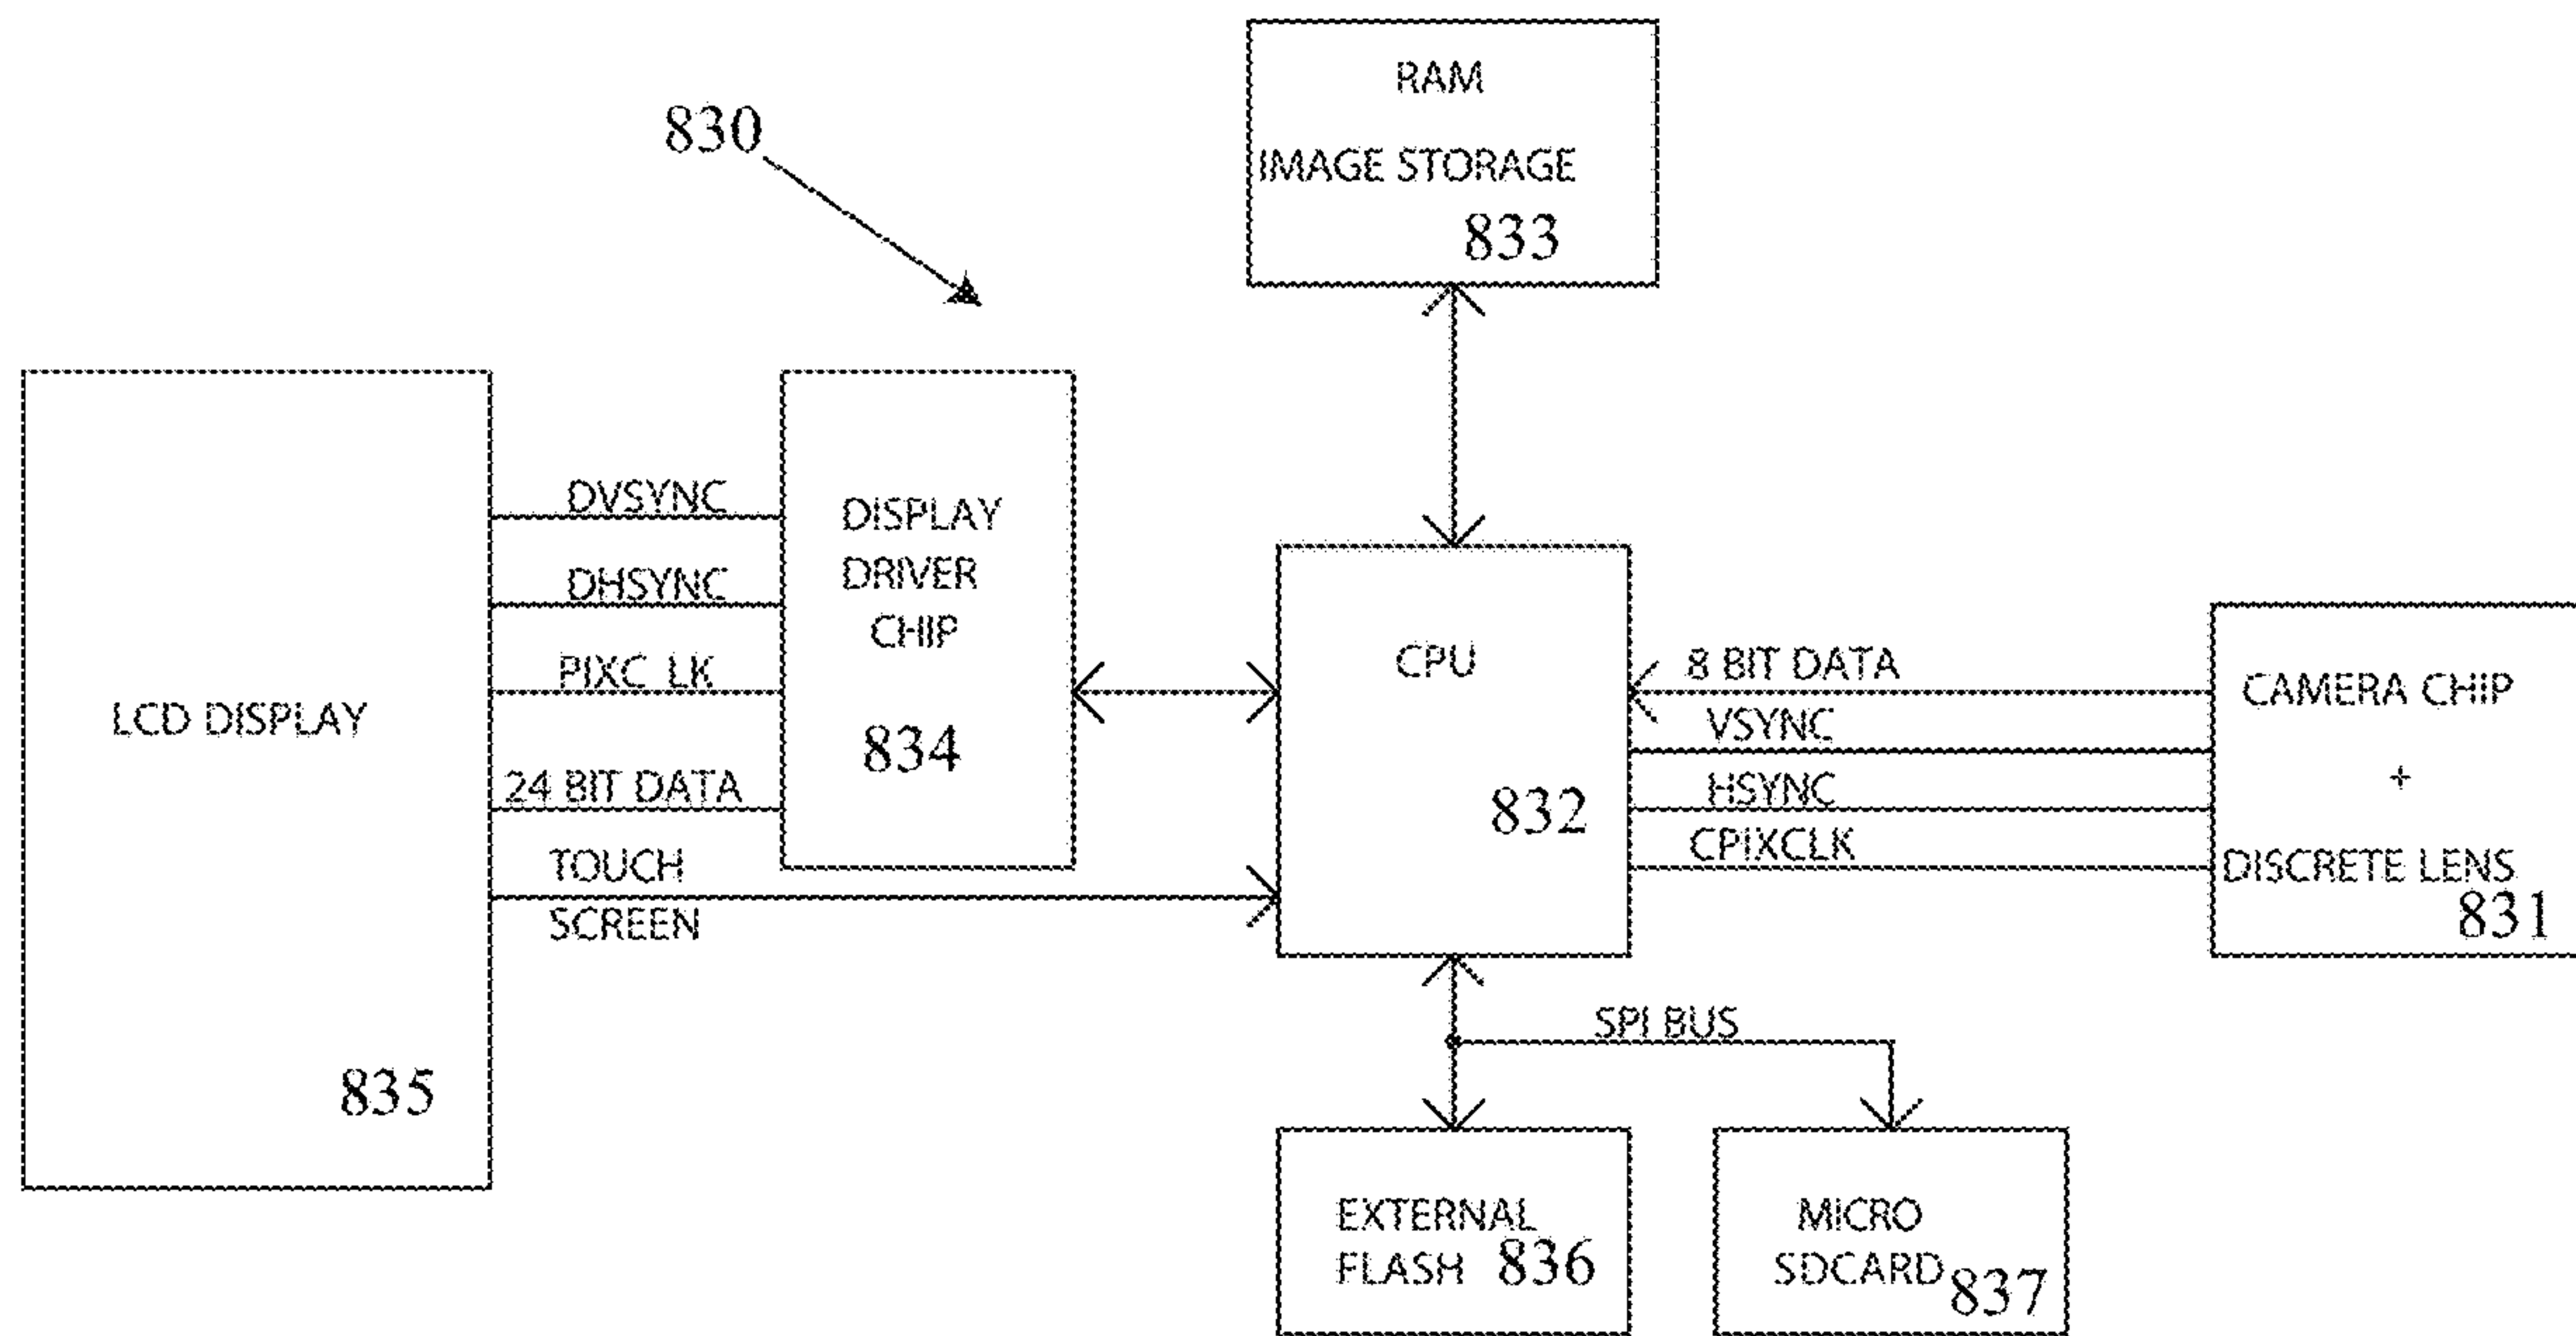 830
RAM
IMAGE STORAGE
833
LCD DISPLAY
835
DVSYNC
DHSYNC
PIXC LK
24 BIT DATA
TOUCH
SCREEN
DISPLAY
DRIVER
CHIP
834
CPU
832
8 BIT DATA
VSYNC
HSYNC
CPIXCLK
CAMERA CHIP
+
DISCRETE LENS
831
SPI BUS
EXTERNAL
FLASH 836
MICRO
SDCARD 837